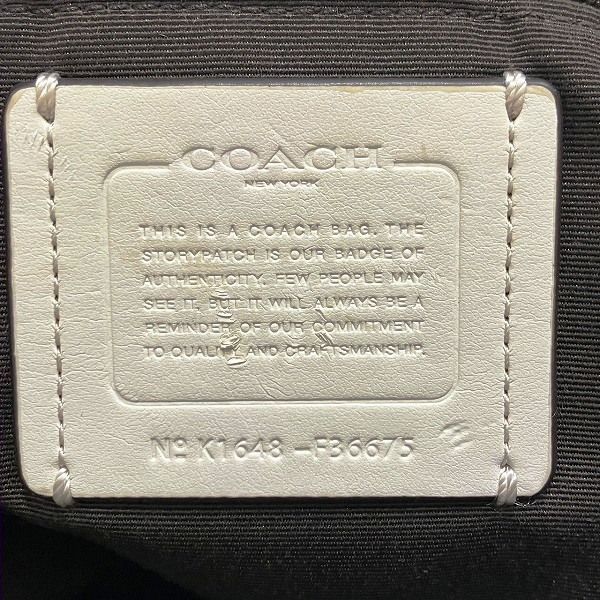 COACH
NEW YORK
THIS IS A COACH BAG. THE
STORYPATCH IS OUR BADGE OF
AUTHENTICITY. FEW PEOPLE MAY
SEE IT, BUT IT WILL ALWAYS BE A
REMINDER OF OUR COMMITMENT
TO QUALITY AND CRAFTSMANSHIP.
Nº K1648 -F36675